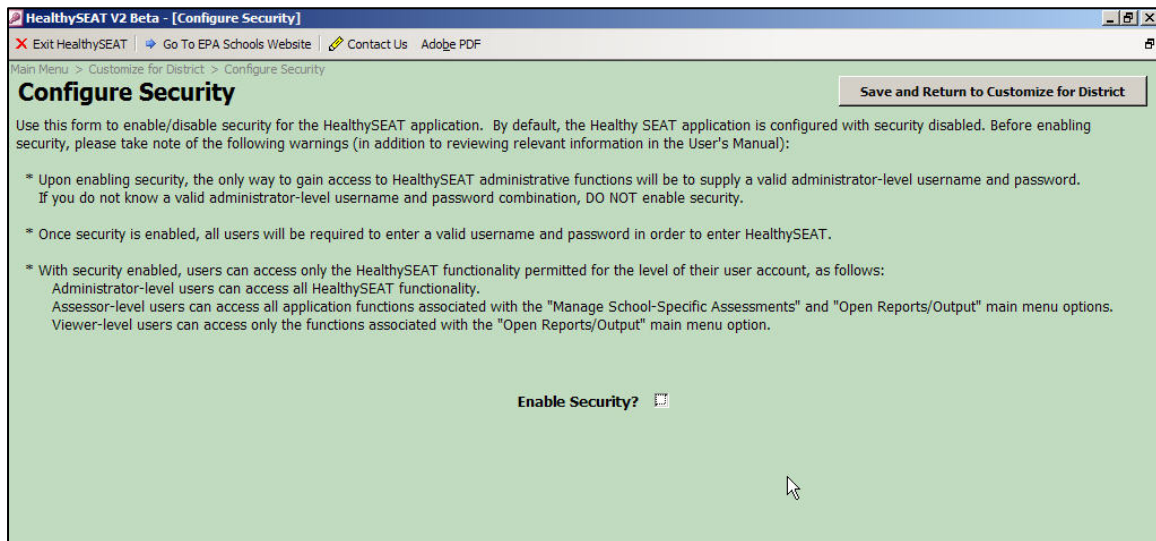 HealthySEAT V2 Beta - [Configure Security]
Exit HealthySEAT Go To EPA Schools Website Contact Us Adobe PDF
Main Menu > Customize for District > Configure Security
Configure Security
Save and Return to Customize for District
Use this form to enable/disable security for the HealthySEAT application. By default, the Healthy SEAT application is configured with security disabled. Before enabling
security, please take note of the following warnings (in addition to reviewing relevant information in the User's Manual):
* Upon enabling security, the only way to gain access to HealthySEAT administrative functions will be to supply a valid administrator-level username and password.
If you do not know a valid administrator-level username and password combination, DO NOT enable security.
* Once security is enabled, all users will be required to enter a valid username and password in order to enter HealthySEAT.
* With security enabled, users can access only the HealthySEAT functionality permitted for the level of their user account, as follows:
Administrator-level users can access all HealthySEAT functionality.
Assessor-level users can access all application functions associated with the "Manage School-Specific Assessments" and "Open Reports/Output" main menu options.
Viewer-level users can access only the functions associated with the "Open Reports/Output" main menu option.
Enable Security?